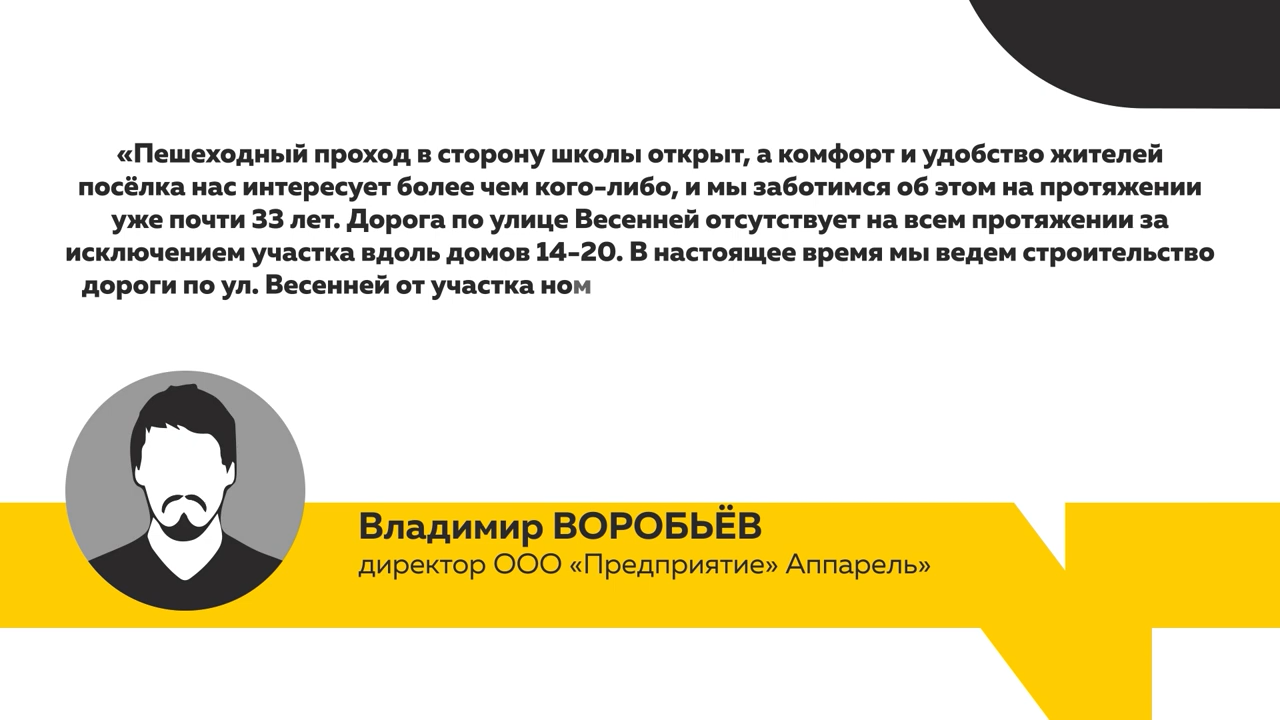 «Пешеходный проход в сторону школы открыт, а комфорт и удобство жителей
посёлка нас интересует более чем кого-либо, и мы заботимся об этом на протяжении
уже почти 33 лет. Дорога по улице Весенней отсутствует на всем протяжении за
исключением участка вдоль домов 14-20. В настоящее время мы ведем строительство
дороги по ул. Весенней от участка ном
Владимир ВОРОБЬЁВ
директор ООО «Предприятие» Аппарель»